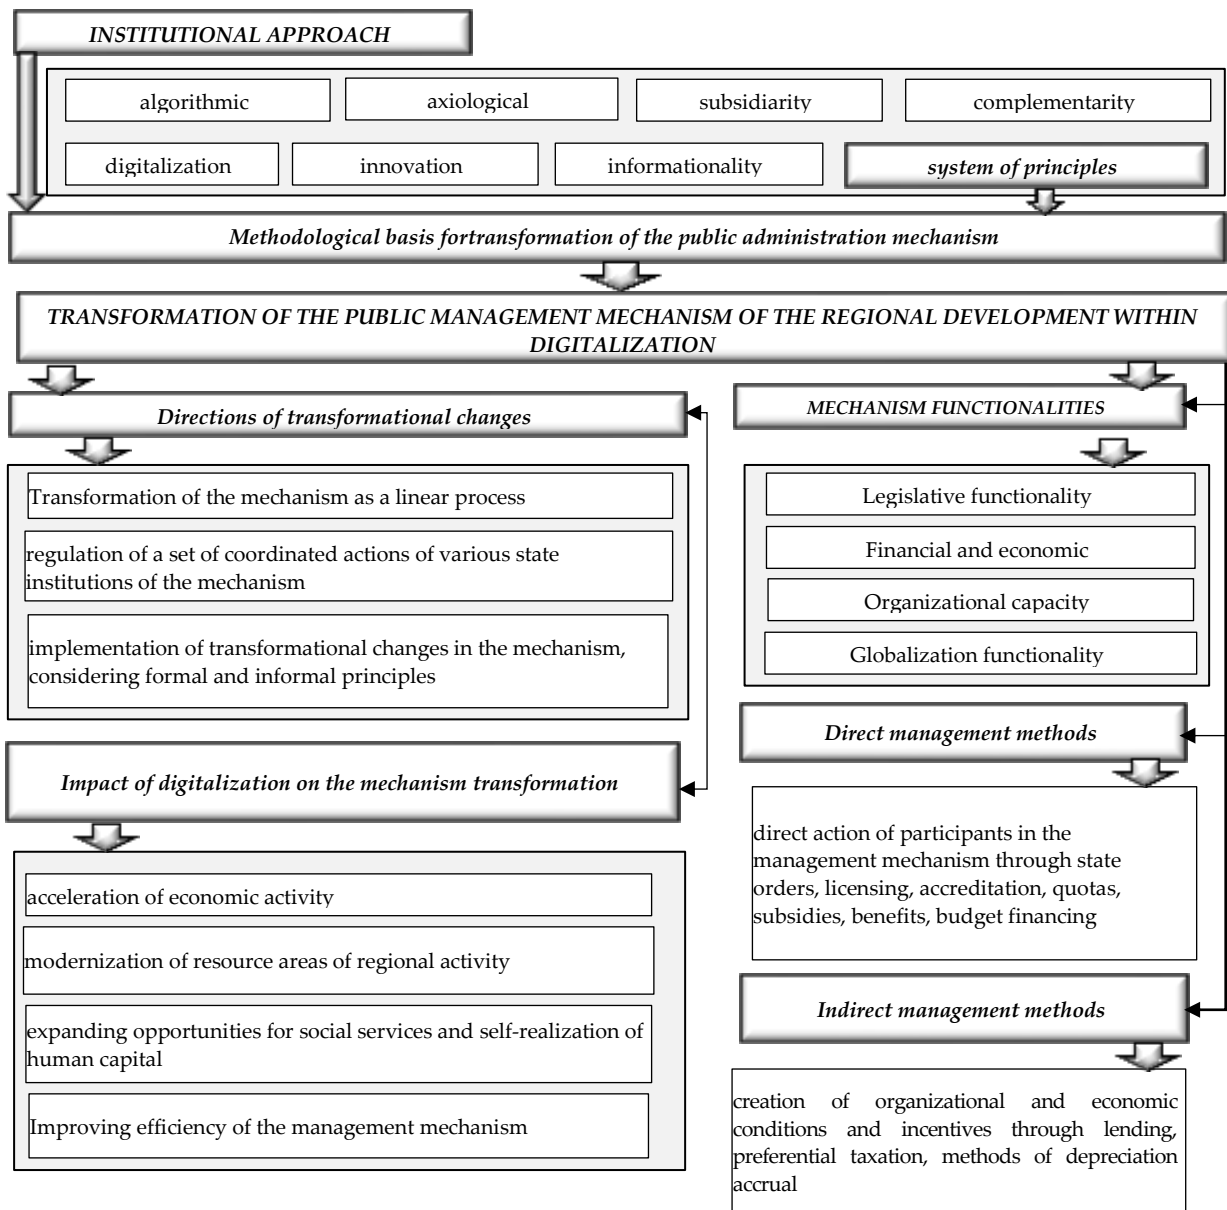 INSTITUTIONAL APPROACH
algorithmic
axiological
subsidiarity
complementarity
digitalization
innovation
informationality
system of principles
Methodological basis fortransformation of the public administration mechanism
TRANSFORMATION OF THE PUBLIC MANAGEMENT MECHANISM OF THE REGIONAL DEVELOPMENT WITHIN
DIGITALIZATION
Directions of transformational changes
Transformation of the mechanism as a linear process
regulation of a set of coordinated actions of various state
institutions of the mechanism
implementation of transformational changes in the mechanism,
considering formal and informal principles
Impact of digitalization on the mechanism transformation
acceleration of economic activity
modernization of resource areas of regional activity
expanding opportunities for social services and self-realization of
human capital
Improving efficiency of the management mechanism
MECHANISM FUNCTIONALITIES
Legislative functionality
Financial and economic
Organizational capacity
Globalization functionality
Direct management methods
direct action of participants in the
management mechanism through state
orders, licensing, accreditation, quotas,
subsidies, benefits, budget financing
Indirect management methods
creation of organizational and economic
conditions and incentives through lending,
preferential taxation, methods of depreciation
accrual